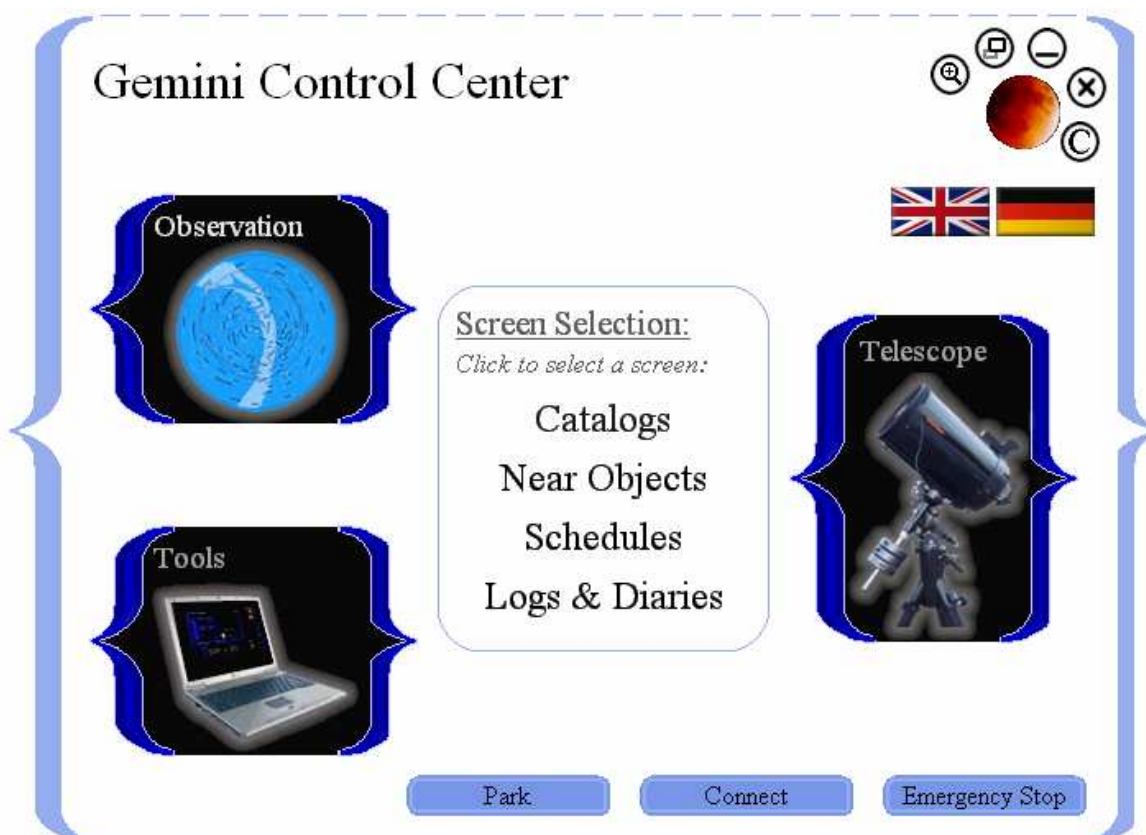 Gemini Control Center
©
Observation
Screen Selection:
Click to select a screen:
Catalogs
Near Objects
Schedules
Logs & Diaries
Telescope
Tools
Park
Connect
Emergency Stop